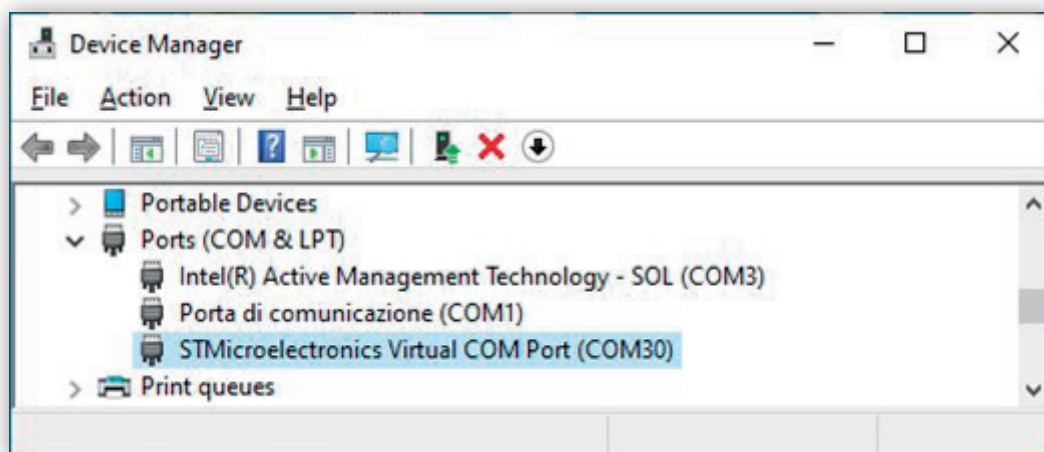 Device Manager
File Action View Help
Portable Devices
Ports (COM & LPT)
Intel(R) Active Management Technology - SOL (COM3)
Porta di comunicazione (COM1)
STMicroelectronics Virtual COM Port (COM30)
Print queues